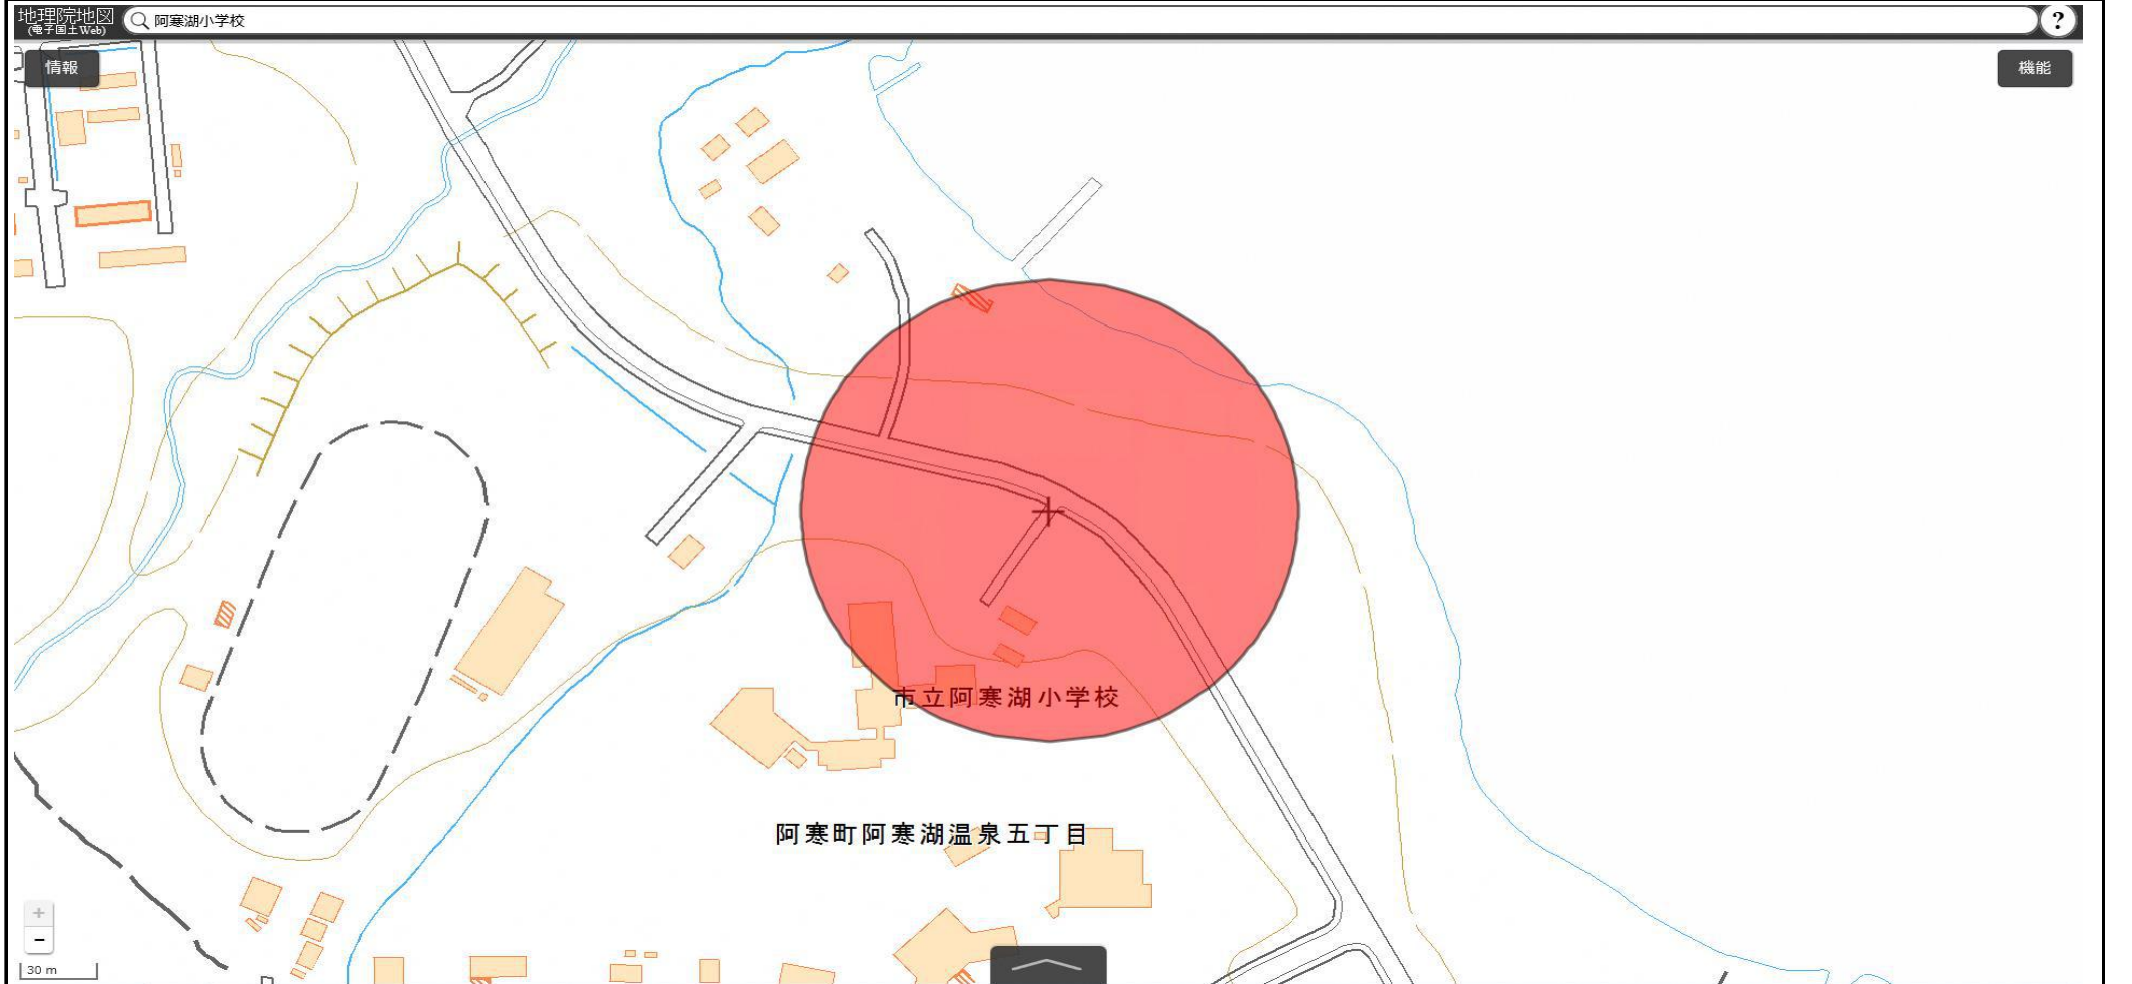 地理院地図
(電子国土Web)
阿寒湖小学校
?
情報
機能
市立阿寒湖小学校
阿寒町阿寒湖温泉五丁目
+
−
30 m